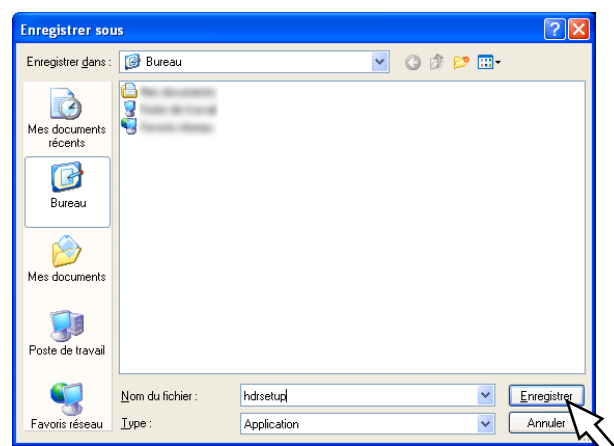 Enregistrer sous
Enregistrer dans :
Bureau
Mes documents
récents
Bureau
Mes documents
Poste de travail
Favoris réseau
Nom du fichier :
hdrsetup
Enregistrer
Type :
Application
Annuler